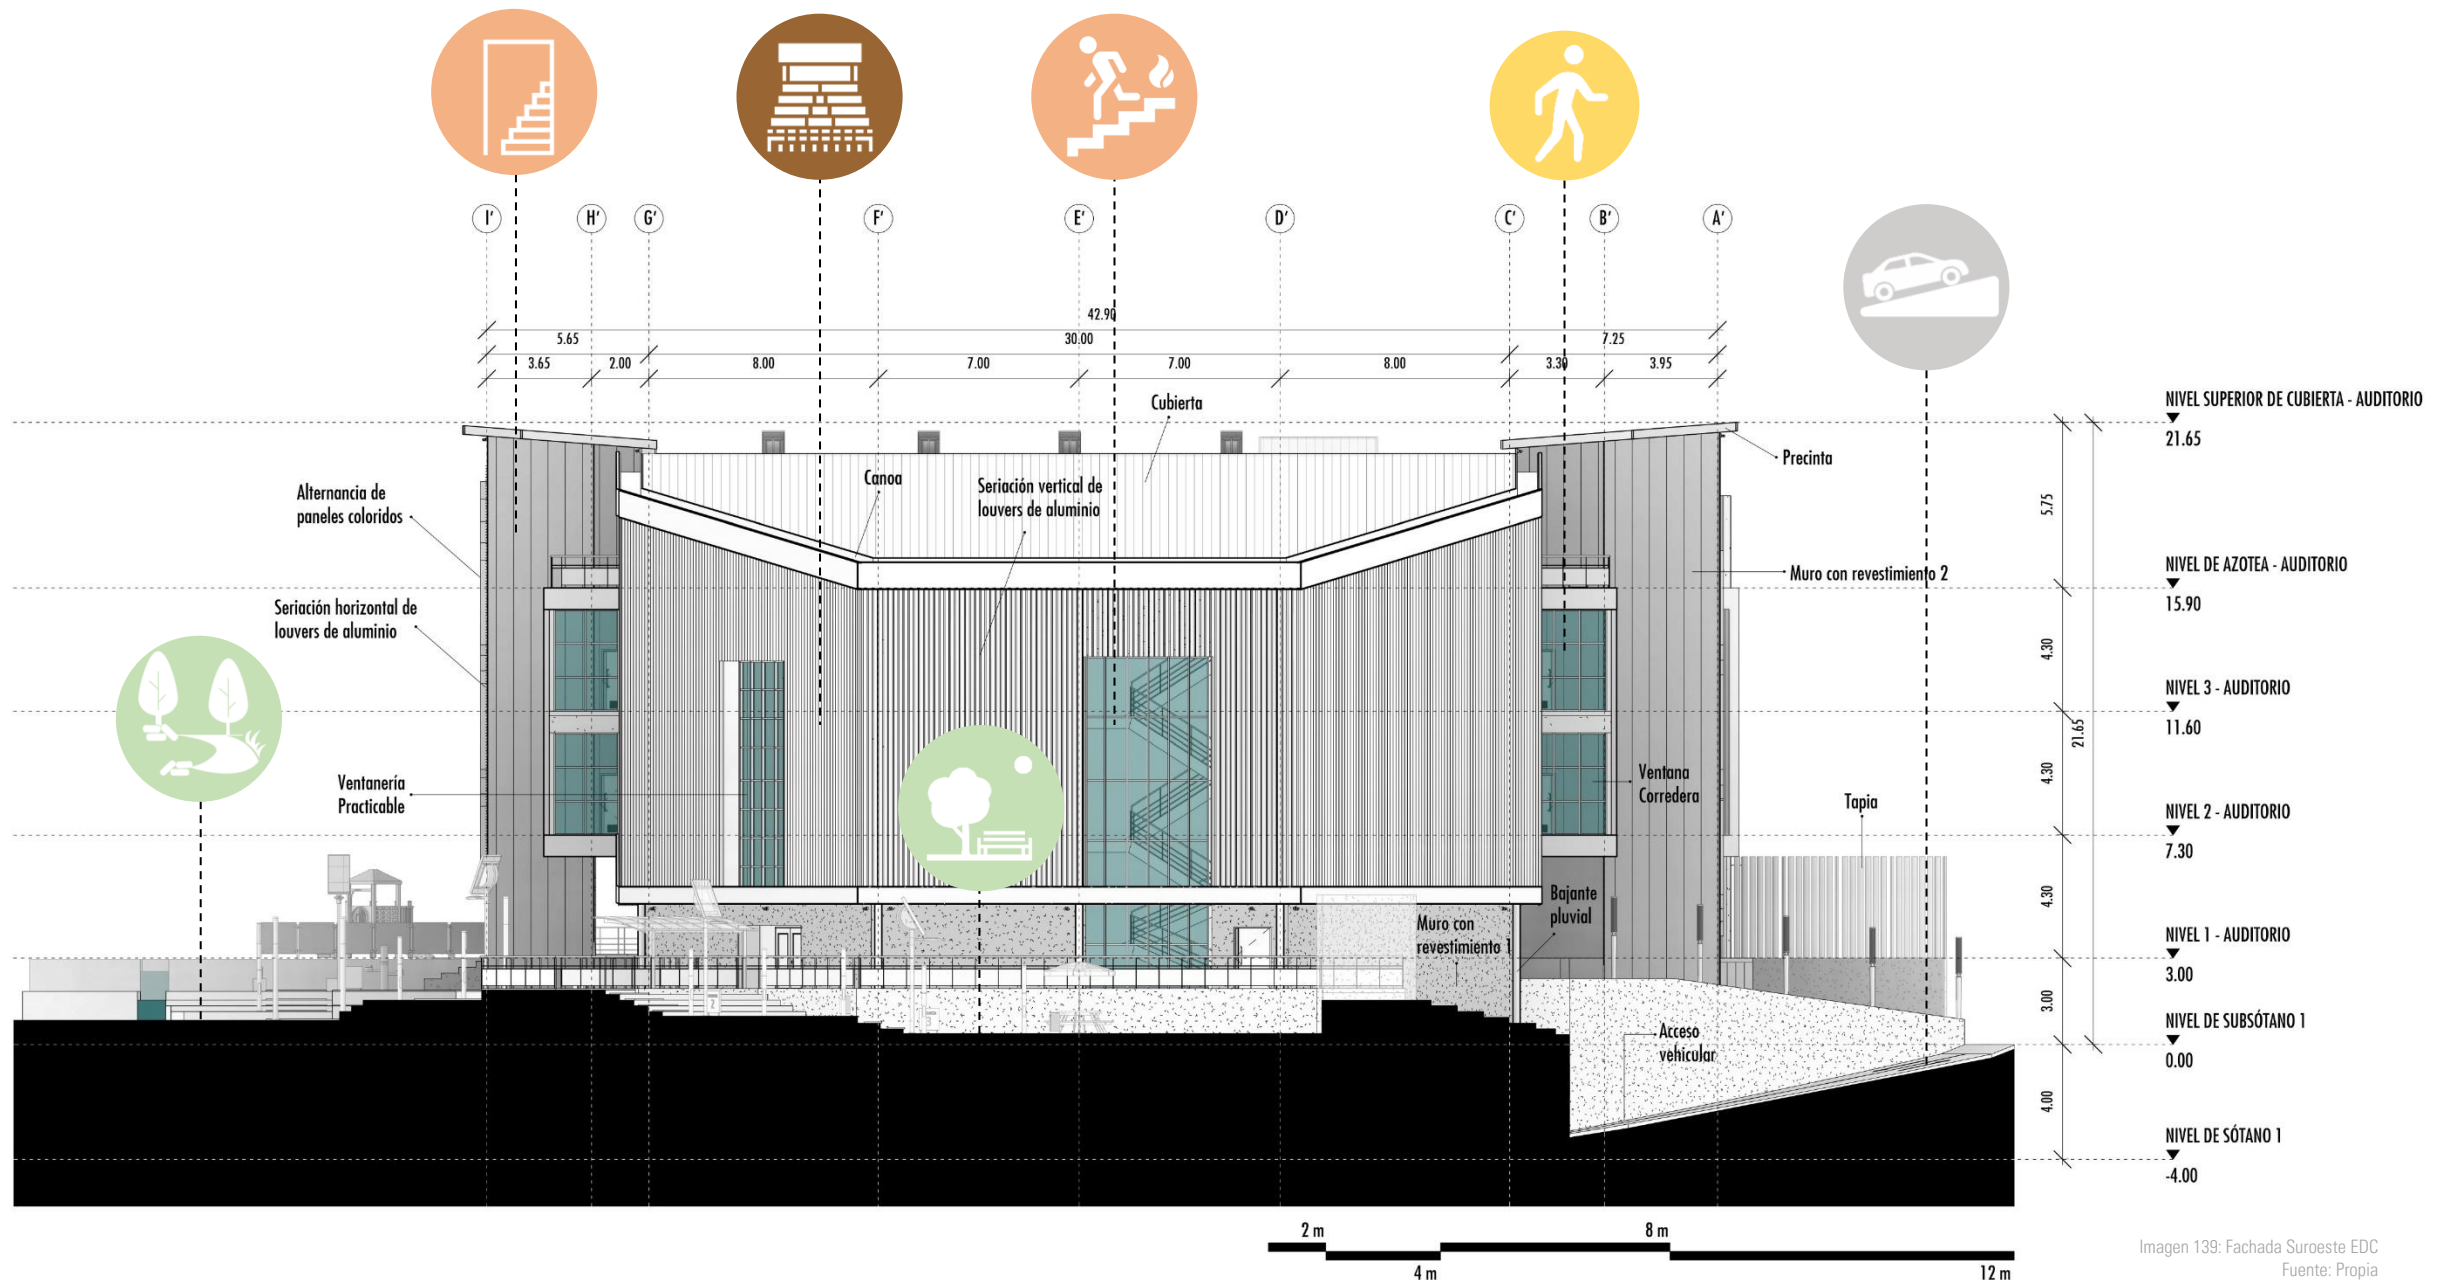 I' H' G' F' E' D' C' B' A'
42.90
5.65 30.00 7.25
3.65 2.00 8.00 7.00 7.00 8.00 3.30 3.95
Cubierta
Precinta
Canoa
Seriación vertical de
louvers de aluminio
Alternancia de
paneles coloridos
Muro con revestimiento 2
Seriación horizontal de
louvers de aluminio
Ventanería
Practicable
Ventana
Corredera
Tapia
Bajante
pluvial
Muro con
revestimiento 1
Acceso
vehicular
5.75
4.30
4.30
4.30
3.00
4.00
21.65
NIVEL SUPERIOR DE CUBIERTA - AUDITORIO
21.65
NIVEL DE AZOTEA - AUDITORIO
15.90
NIVEL 3 - AUDITORIO
11.60
NIVEL 2 - AUDITORIO
7.30
NIVEL 1 - AUDITORIO
3.00
NIVEL DE SUBSÓTANO 1
0.00
NIVEL DE SÓTANO 1
-4.00
2 m 8 m
4 m 12 m
Imagen 139: Fachada Suroeste EDC
Fuente: Propia